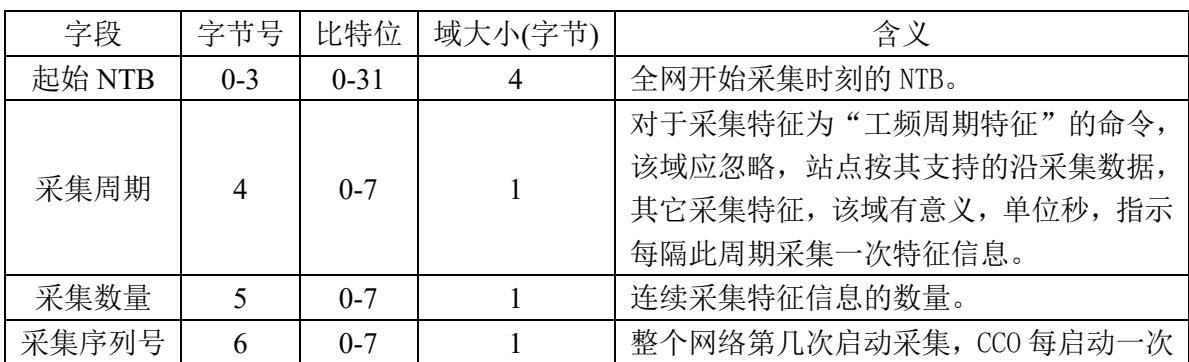 字段 字节号 比特位 域大小(字节) 含义
起始 NTB 0-3 0-31 4 全网开始采集时刻的 NTB。
采集周期 4 0-7 1 对于采集特征为“工频周期特征”的命令，
该域应忽略，站点按其支持的沿采集数据，
其它采集特征，该域有意义，单位秒，指示
每隔此周期采集一次特征信息。
采集数量 5 0-7 1 连续采集特征信息的数量。
采集序列号 6 0-7 1 整个网络第几次启动采集，CCO 每启动一次